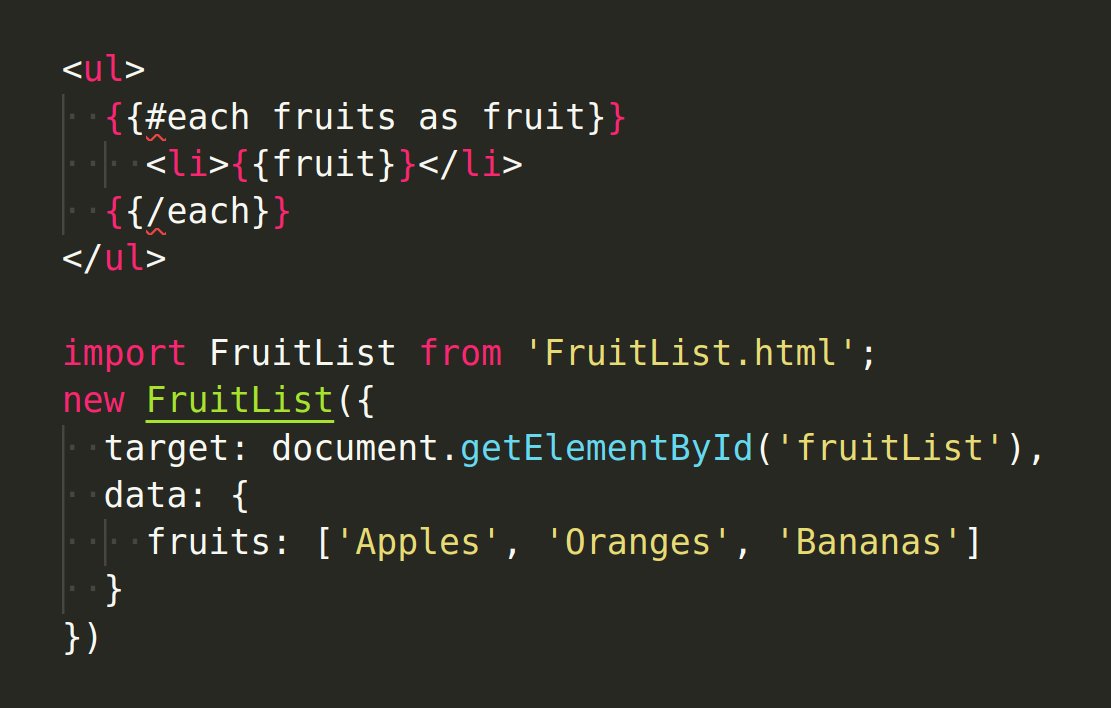 <ul>
  {{#each fruits as fruit}}
    <li>{{fruit}}</li>
  {{/each}}
</ul>

import FruitList from 'FruitList.html';
new FruitList({
  target: document.getElementById('fruitList'),
  data: {
    fruits: ['Apples', 'Oranges', 'Bananas']
  }
})